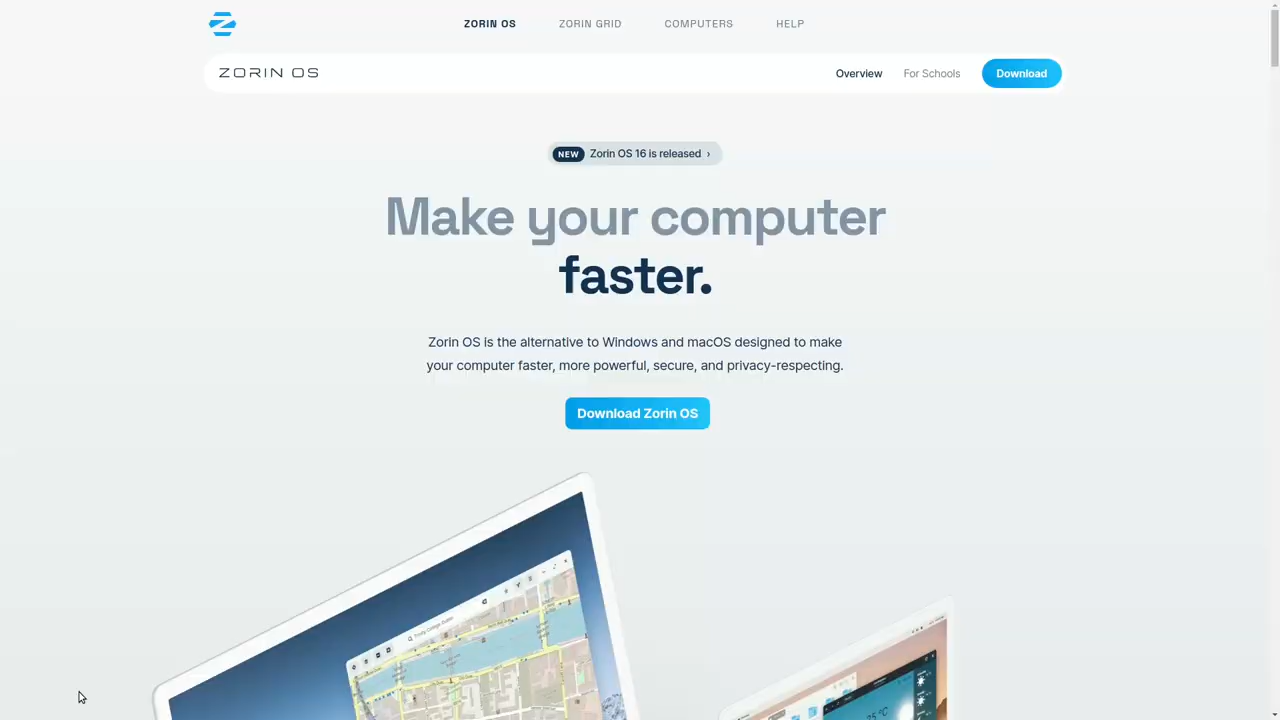 ZORIN OS
ZORIN GRID
COMPUTERS
HELP
ZORIN OS
Overview
For Schools
Download
NEW Zorin OS 16 is released ›
Make your computer
faster.
Zorin OS is the alternative to Windows and macOS designed to make
your computer faster, more powerful, secure, and privacy-respecting.
Download Zorin OS